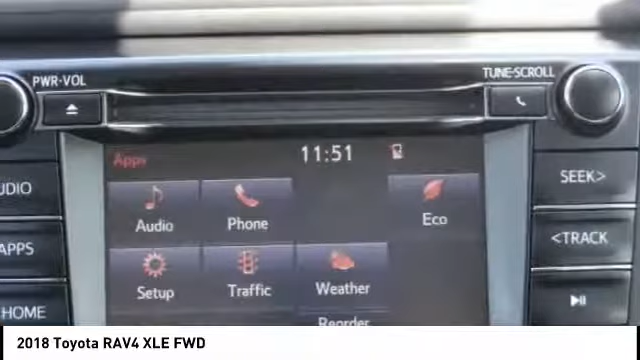 PWR·VOL
TUNE·SCROLL
Apps
11:51
UDIO
Audio
Phone
Eco
SEEK>
APPS
<TRACK
Setup
Traffic
Weather
HOME
Reorder
2018 Toyota RAV4 XLE FWD